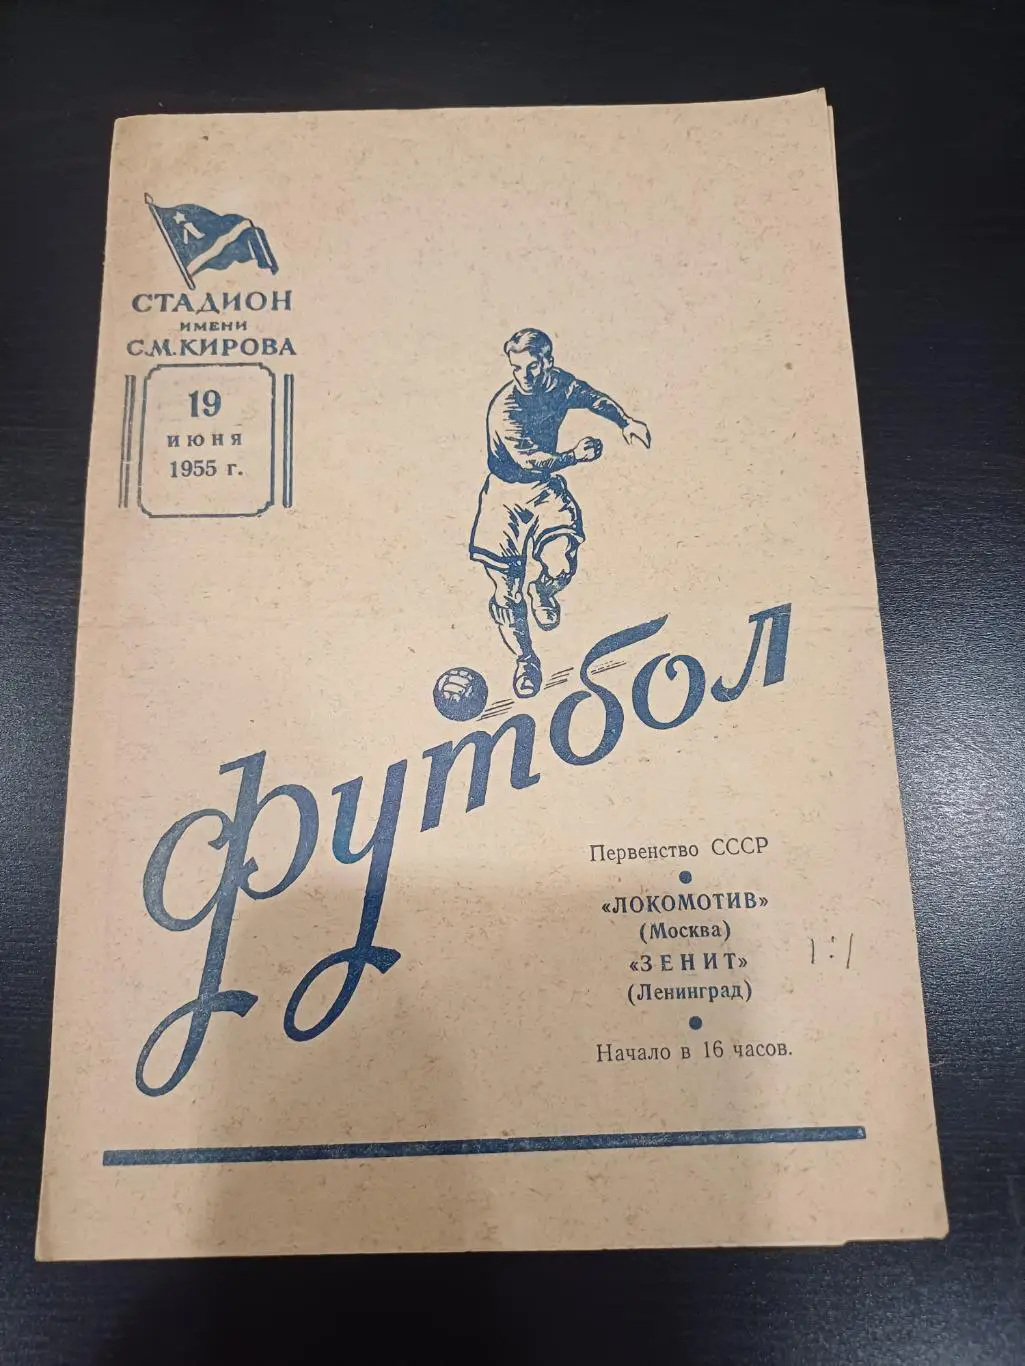 СТАДИОН
ИМЕНИ
С.М.КИРОВА
19
ИЮНЯ
1955 г.
футбол
Первенство СССР
«ЛОКОМОТИВ»
(Москва)
«ЗЕНИТ»
(Ленинград)
1:1
Начало в 16 часов.